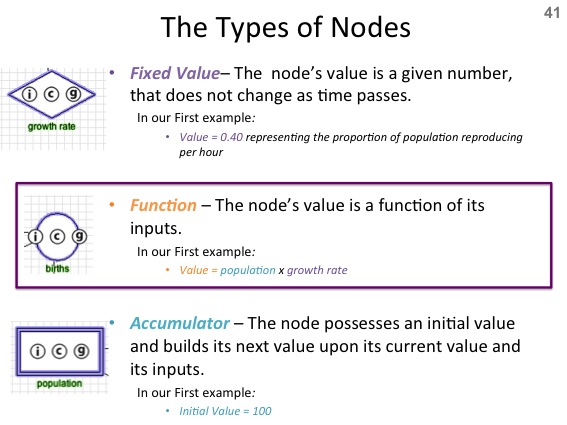 41
The Types of Nodes
i c g
growth rate
• Fixed Value– The node's value is a given number,
that does not change as time passes.
In our First example:
• Value = 0.40 representing the proportion of population reproducing
per hour
i c g
births
• Function – The node's value is a function of its
inputs.
In our First example:
• Value = population x growth rate
i c g
population
• Accumulator – The node possesses an initial value
and builds its next value upon its current value and
its inputs.
In our First example:
• Initial Value = 100